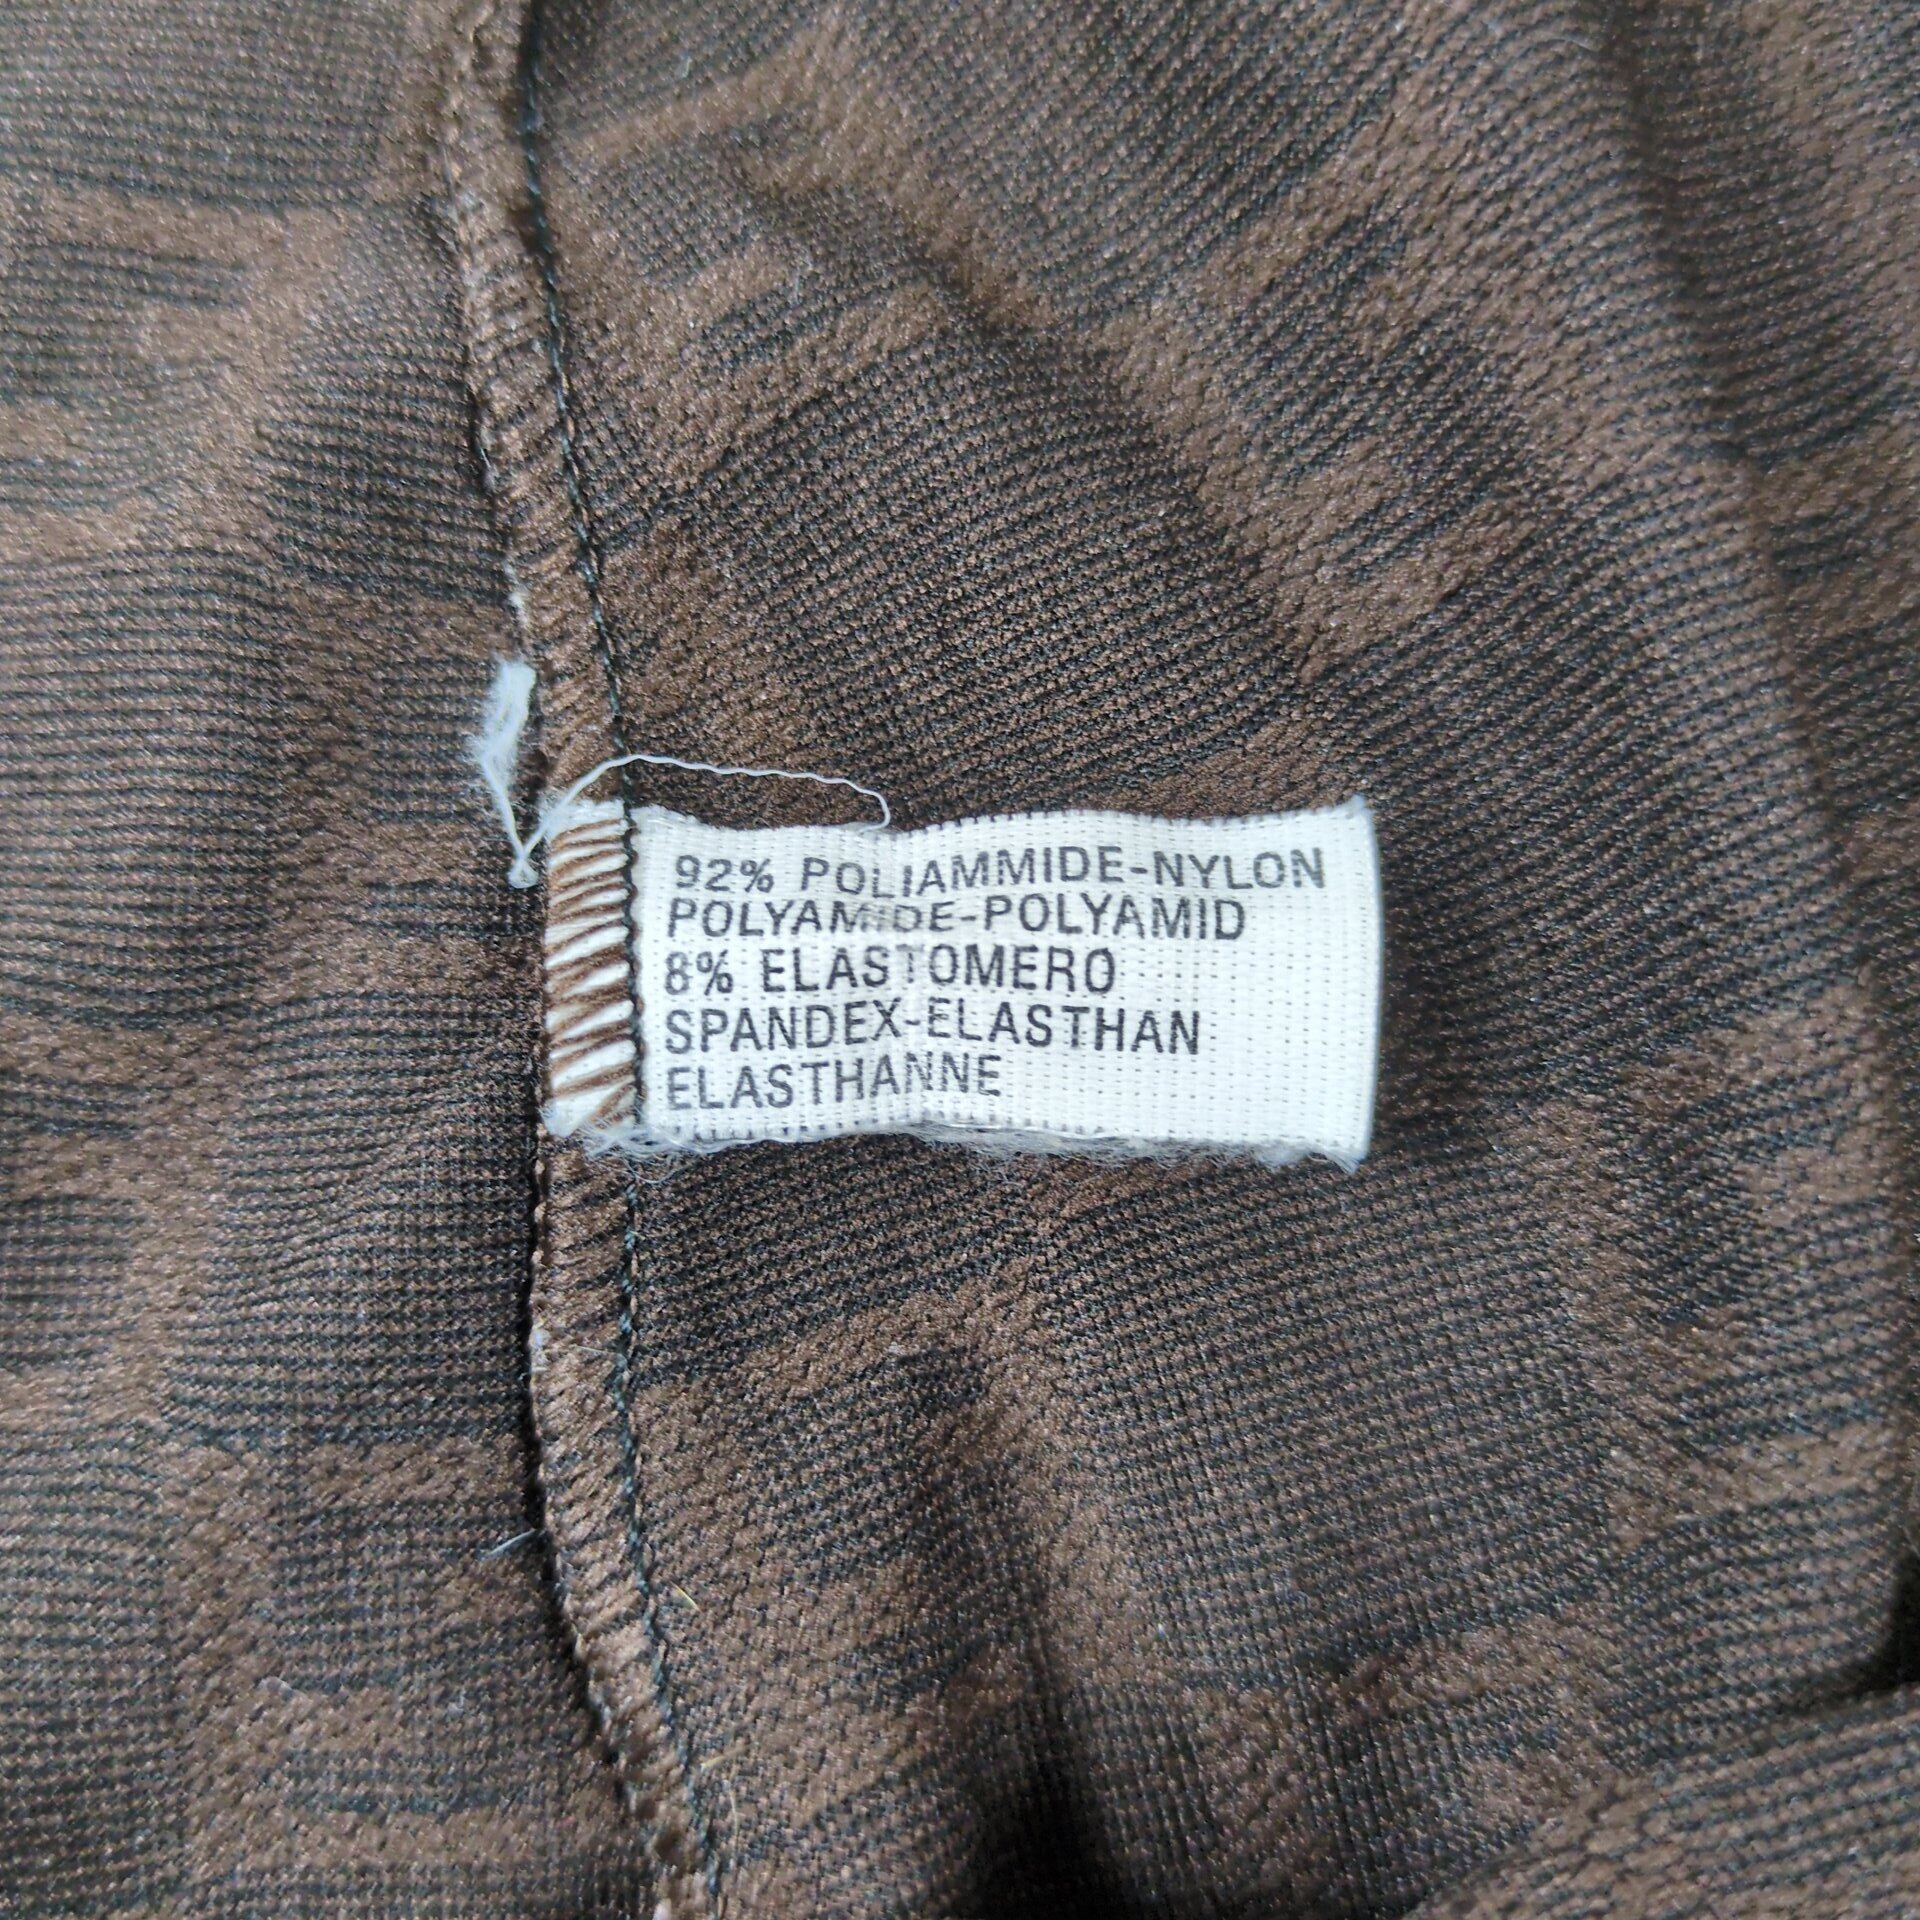 92% POLIAMMIDE-NYLON
POLYAMIDE-POLYAMID
8% ELASTOMERO
SPANDEX-ELASTHAN
ELASTHANNE